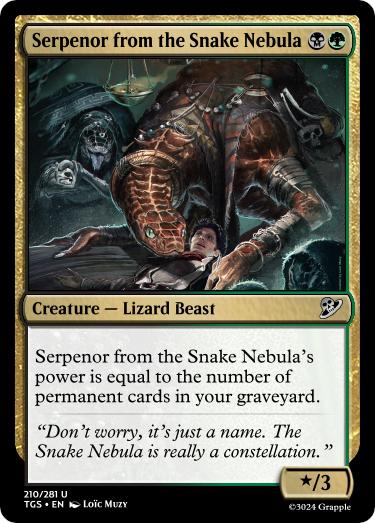 Serpenor from the Snake Nebula
Creature — Lizard Beast
Serpenor from the Snake Nebula's
power is equal to the number of
permanent cards in your graveyard.
“Don't worry, it's just a name. The
Snake Nebula is really a constellation.”
★/3
210/281 U
TGS • EN Loïc Muzy
©3024 Grapple